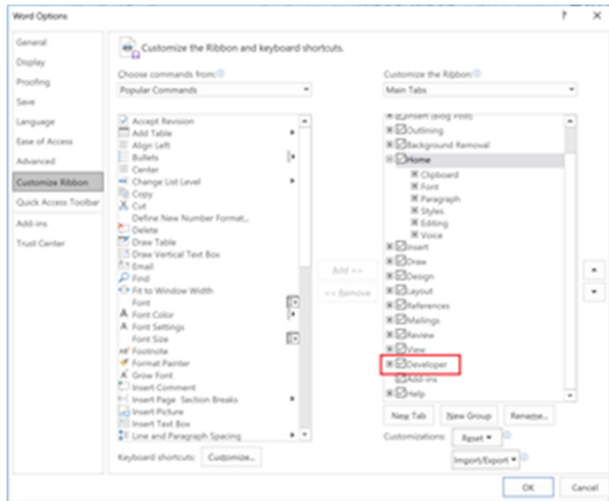 Word Options
General
Display
Proofing
Save
Language
Ease of Access
Advanced
Customize Ribbon
Quick Access Toolbar
Add-ins
Trust Center
Customize the Ribbon and keyboard shortcuts.
Choose commands from:
Popular Commands
Accept Revision
Add Table
Align Left
Bullets
Center
Change List Level
Copy
Cut
Define New Number Format...
Delete
Draw Table
Draw Vertical Text Box
Email
Find
Fit to Window Width
Font
Font Color
Font Settings
Font Size
Footnote
Format Painter
Grow Font
Insert Comment
Insert Page Section Breaks
Insert Picture
Insert Text Box
Line and Paragraph Spacing
Keyboard shortcuts: Customize...
Add >>
<< Remove
Customize the Ribbon:
Main Tabs
Insert (Blog Post)
Outlining
Background Removal
Home
Clipboard
Font
Paragraph
Styles
Editing
Voice
Insert
Draw
Design
Layout
References
Mailings
Review
View
Developer
Add-ins
Help
New Tab New Group Rename...
Customizations: Reset
Import/Export
OK Cancel